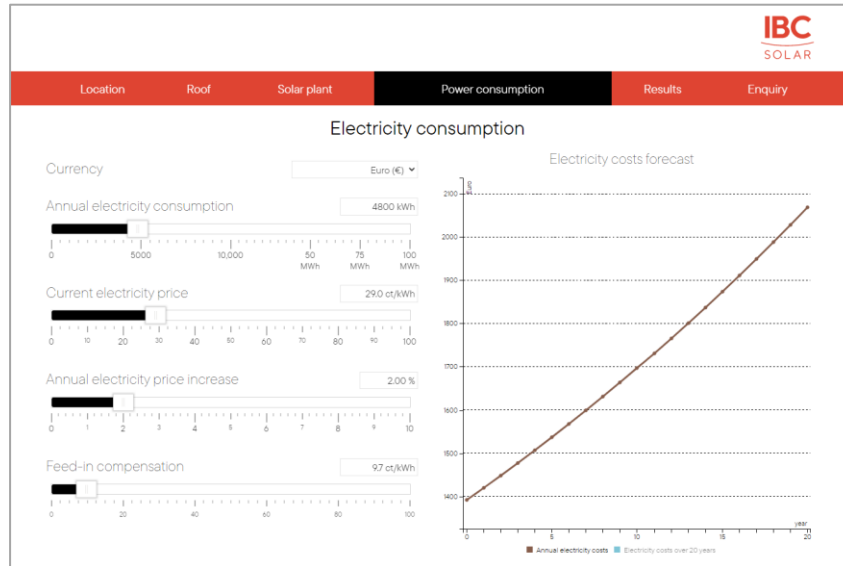 IBC
SOLAR
Location Roof Solar plant Power consumption Results Enquiry
Electricity consumption
Currency Euro (€)
Annual electricity consumption 4800 kWh
0 5000 10,000 50 MWh 75 MWh 100 MWh
Current electricity price 29.0 ct/kWh
0 10 20 30 40 50 60 70 80 90 100
Annual electricity price increase 2.00 %
0 1 2 3 4 5 6 7 8 9 10
Feed-in compensation 9.7 ct/kWh
0 20 40 60 80 100
Electricity costs forecast
Euro
2100
2000
1900
1800
1700
1600
1500
1400
year
0 5 10 15 20
Annual electricity costs Electricity costs over 20 years